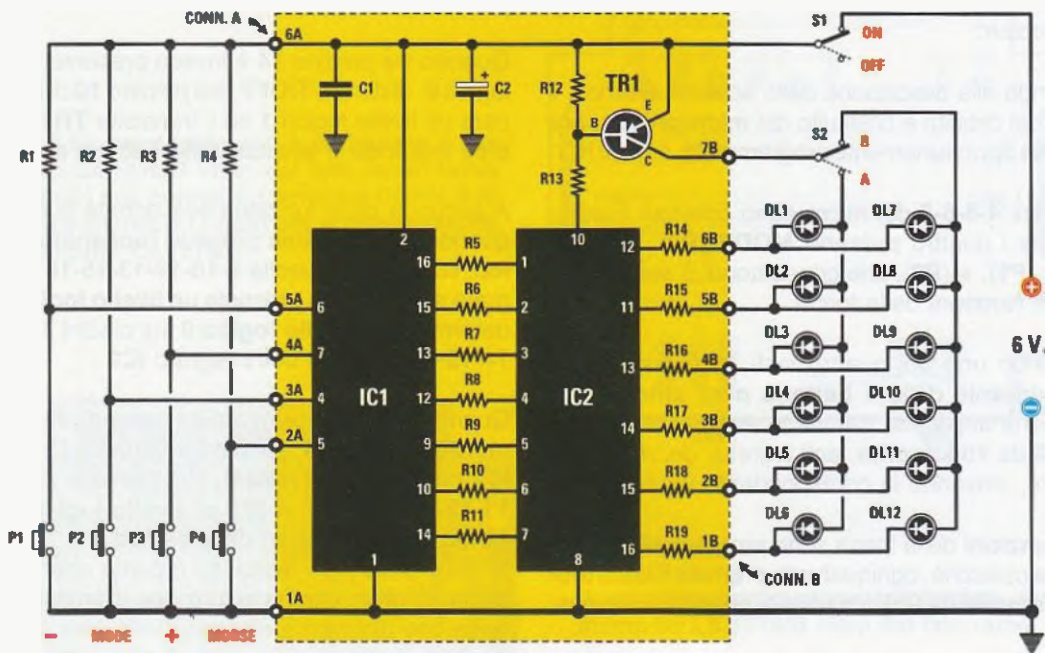 CONN. A
6A
S1
ON
OFF
C1
+
C2
R12
TR1
E
B
C
7B
S2
B
A
R1
R2
R3
R4
R13
DL1
DL7
2
10
R5
16
1
12
R14
6B
R6
DL2
DL8
5A
6
15
2
11
R15
5B
+
R7
4A
7
13
3
DL3
DL9
R16
4B
13
6 V.
R8
3A
4
12
IC1
4
IC2
DL4
DL10
−
R9
R17
3B
14
2A
5
9
5
DL5
DL11
R10
R18
2B
10
6
15
R11
DL6
DL12
P1
P2
P3
P4
14
7
R19
1B
16
1
8
CONN. B
1A
− MODE + MORSE